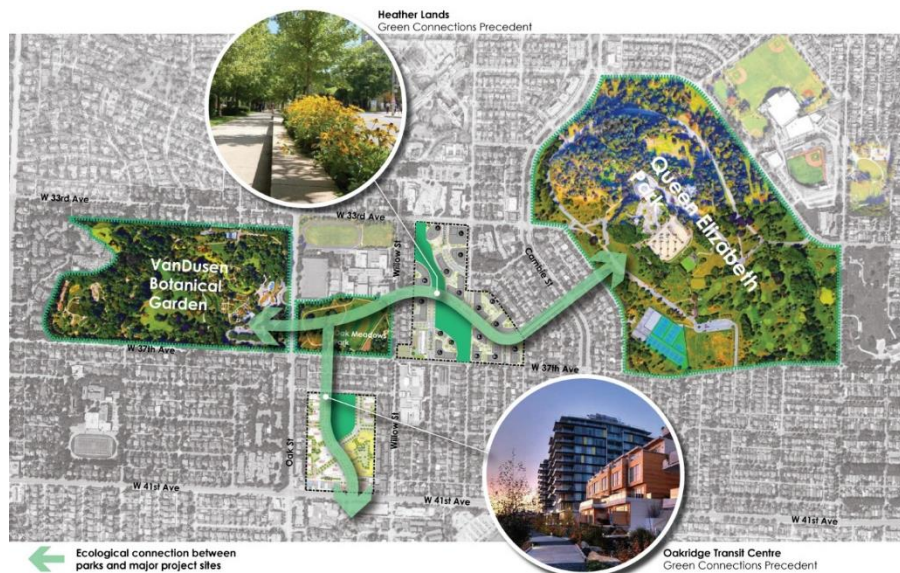 Heather Lands
Green Connections Precedent
W 33rd Ave
W 33rd Ave
Willow St
Cambie St
Queen Elizabeth
Park
VanDusen
Botanical
Garden
Oak Meadows
Park
W 37th Ave
W 37th Ave
Oak St
Willow St
W 41st Ave
W 41st Ave
W 41st Ave
Ecological connection between
parks and major project sites
Oakridge Transit Centre
Green Connections Precedent